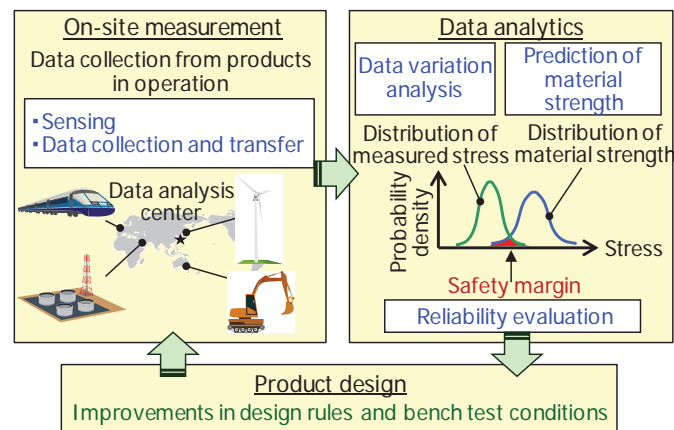 On-site measurement
Data collection from products
in operation
・Sensing
・Data collection and transfer
Data analysis
center
Data analytics
Data variation
analysis
Prediction of
material
strength
Distribution of
measured stress
Distribution of
material strength
Probability
density
Stress
Safety margin
Reliability evaluation
Product design
Improvements in design rules and bench test conditions